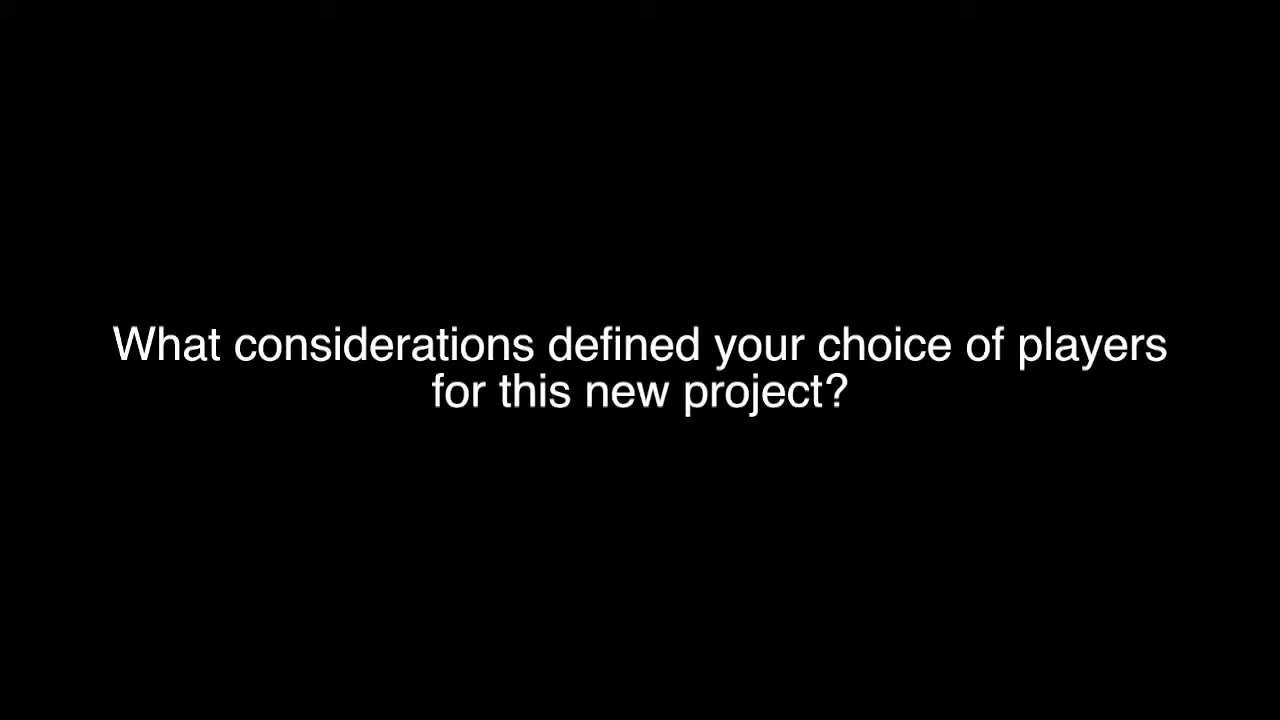 What considerations defined your choice of players
for this new project?